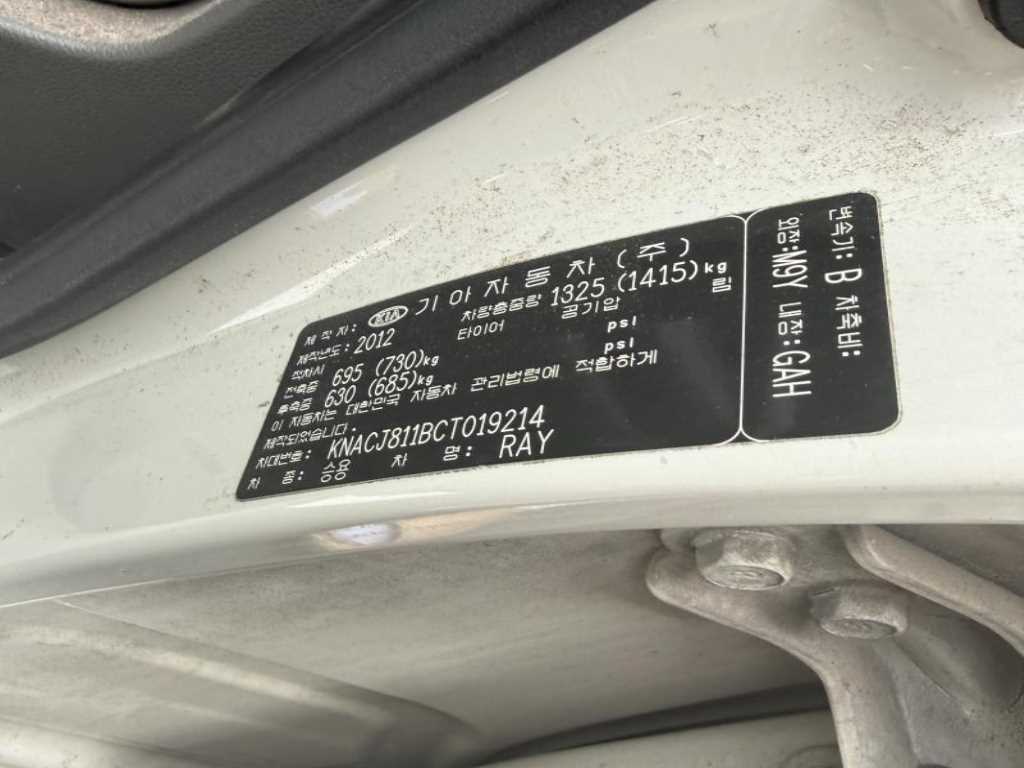 제 작 자: KIA 기아자동차(주)
제작년도: 2012 차량총중량 1325 (1415)kg
적차시 타이어 공기압 림
전축중 695 (730)kg psi
후축중 630 (685)kg psi
이 자동차는 대한민국 자동차 관리법령에 적합하게
제작되었습니다.
차대번호: KNACJ811BCT019214
차 종: 승용 차 명: RAY
변속기: B 차축비:
외장:M9Y 내장:GAH